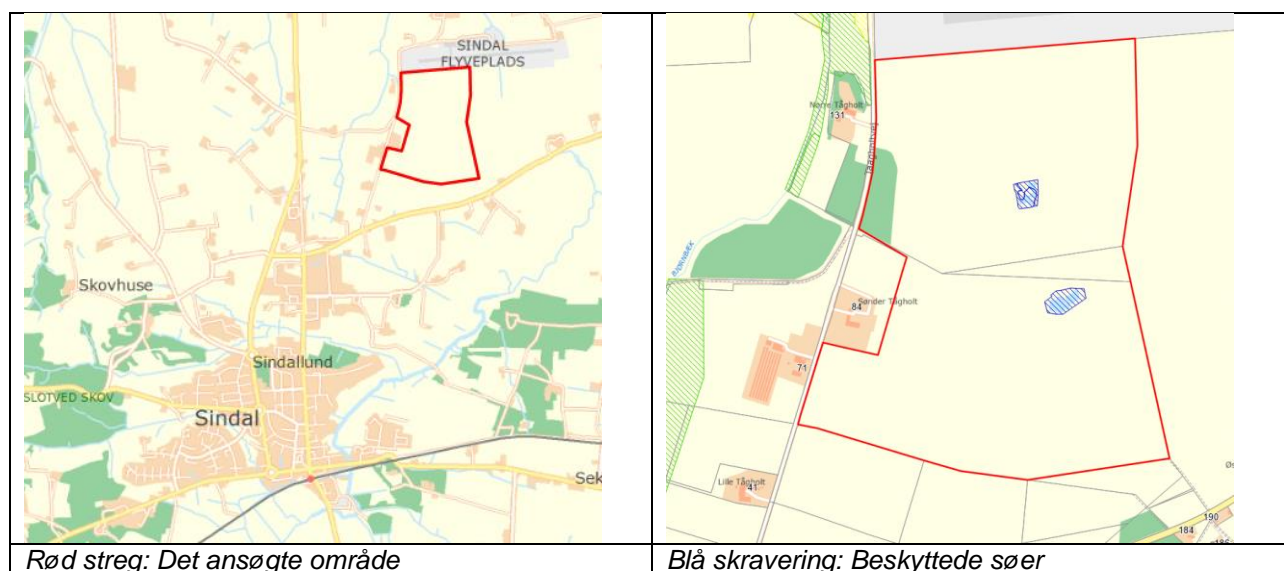 SINDAL
FLYVEPLADS
Skovhuse
Sindallund
SLOTVED SKOV
Sindal
Sek
Nørre Tågholt
131
Taagholtvej
Sønder Tågholt
84
71
Lille Tågholt
41
190
184
Rød streg: Det ansøgte område
Blå skravering: Beskyttede søer